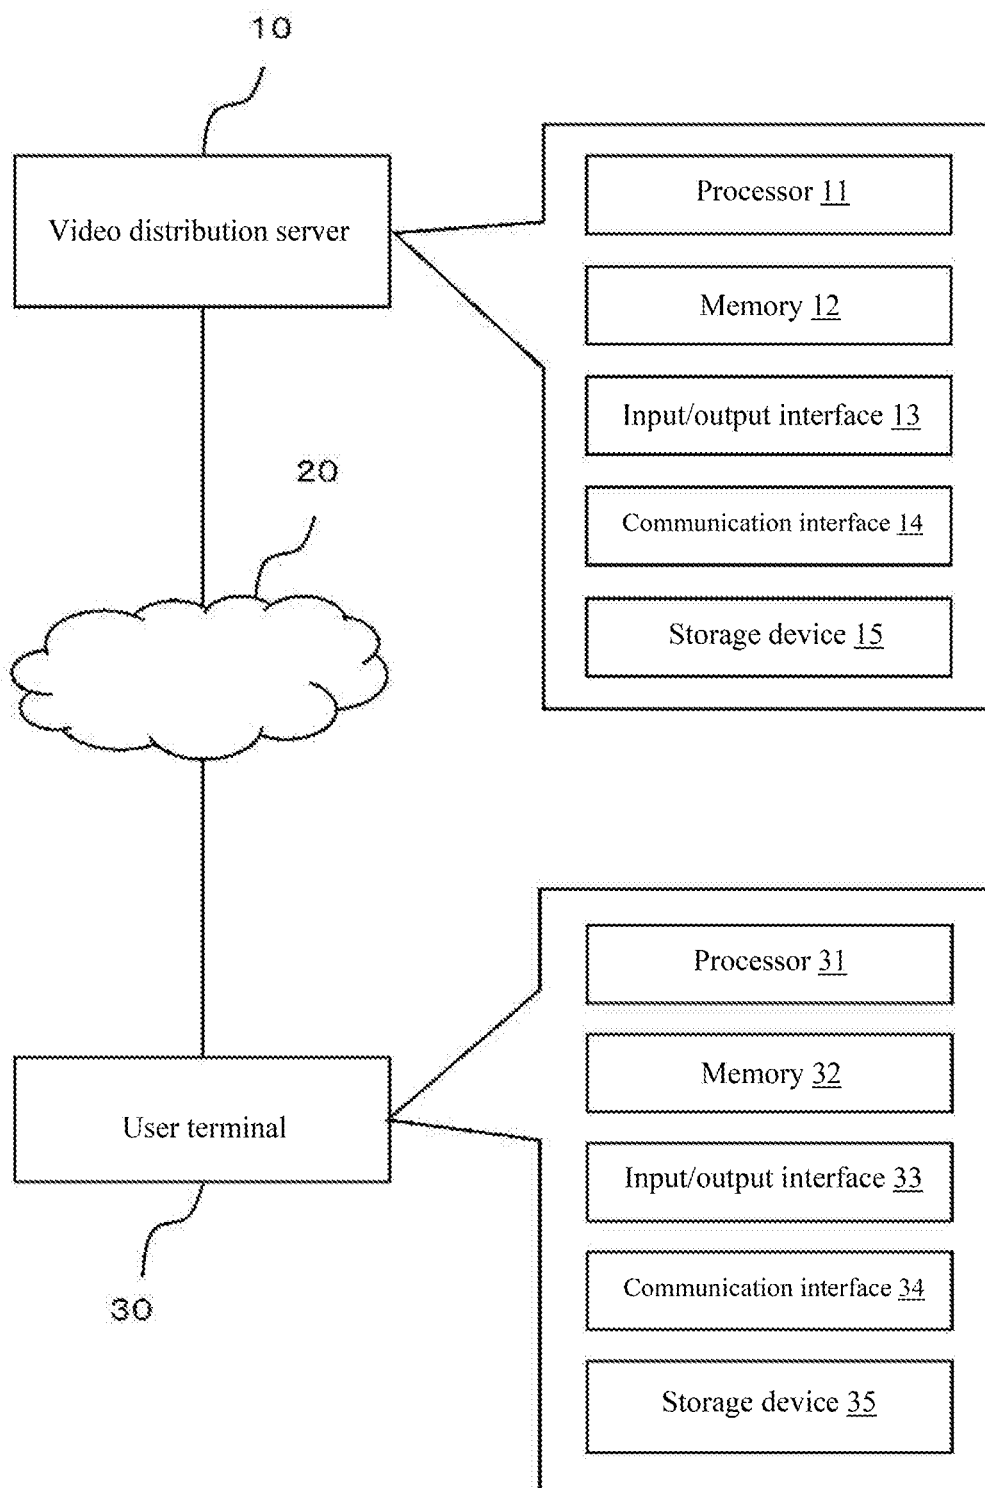 10
Video distribution server
Processor 11
Memory 12
Input/output interface 13
Communication interface 14
Storage device 15
20
User terminal
30
Processor 31
Memory 32
Input/output interface 33
Communication interface 34
Storage device 35